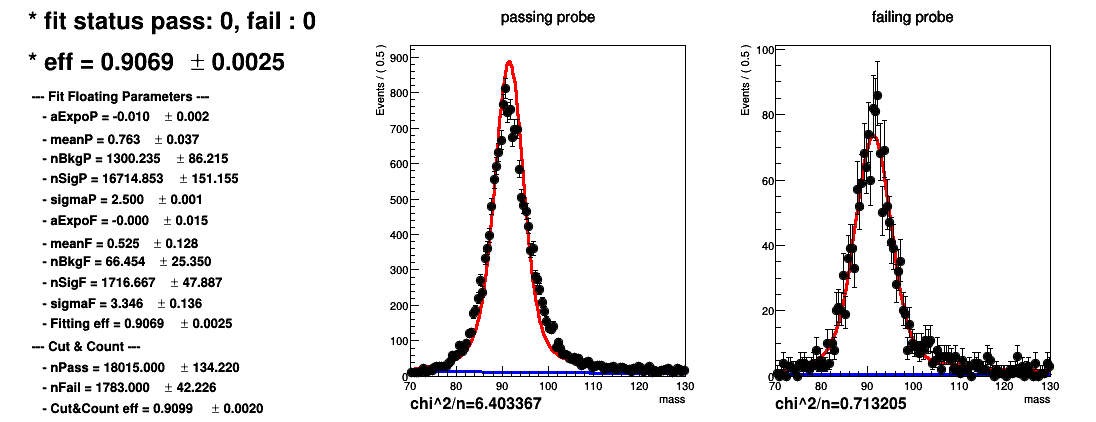 * fit status pass: 0, fail : 0
* eff = 0.9069 ± 0.0025
--- Fit Floating Parameters ---
- aExpoP = -0.010 ± 0.002
- meanP = 0.763 ± 0.037
- nBkgP = 1300.235 ± 86.215
- nSigP = 16714.853 ± 151.155
- sigmaP = 2.500 ± 0.001
- aExpoF = -0.000 ± 0.015
- meanF = 0.525 ± 0.128
- nBkgF = 66.454 ± 25.350
- nSigF = 1716.667 ± 47.887
- sigmaF = 3.346 ± 0.136
- Fitting eff = 0.9069 ± 0.0025
--- Cut & Count ---
- nPass = 18015.000 ± 134.220
- nFail = 1783.000 ± 42.226
- Cut&Count eff = 0.9099 ± 0.0020
passing probe
Events / ( 0.5 )
900
800
700
600
500
400
300
200
100
0
70 80 90 100 110 120 130
mass
chi^2/n=6.403367
failing probe
Events / ( 0.5 )
100
80
60
40
20
0
70 80 90 100 110 120 130
mass
chi^2/n=0.713205